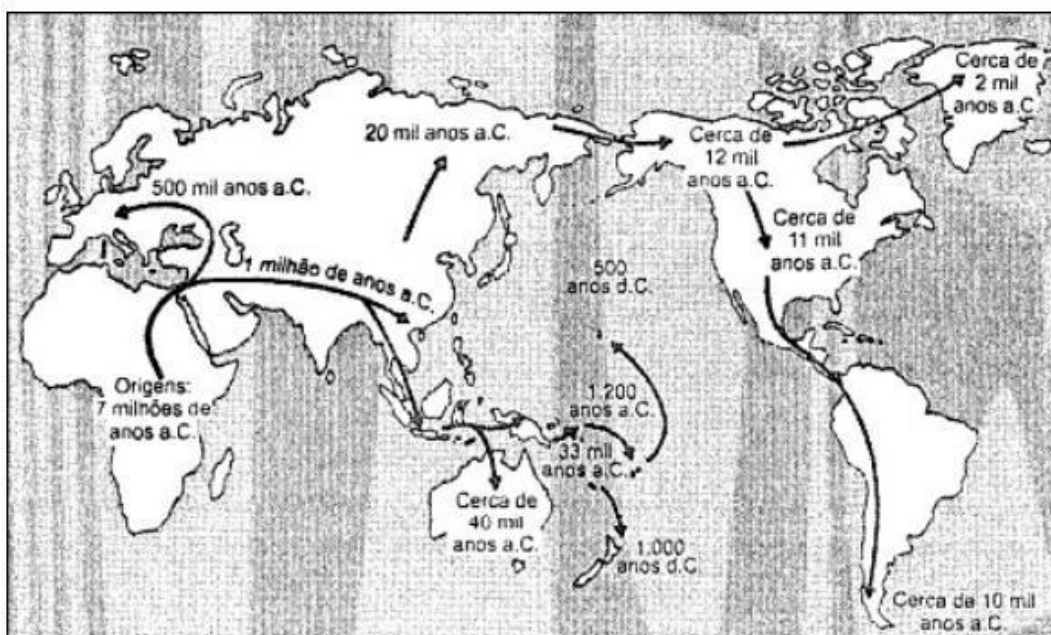 Cerca de
2 mil
anos a.C.
20 mil anos a.C.
Cerca de
12 mil
anos a.C.
500 mil anos a.C.
Cerca de
11 mil
anos a.C.
1 milhão de anos a.C.
500
anos d.C.
Origens:
7 milhões de
anos a.C.
1.200
anos a.C.
33 mil
anos a.C.
Cerca de
40 mil
anos a.C.
1.000
anos d.C.
Cerca de 10 mil
anos a.C.